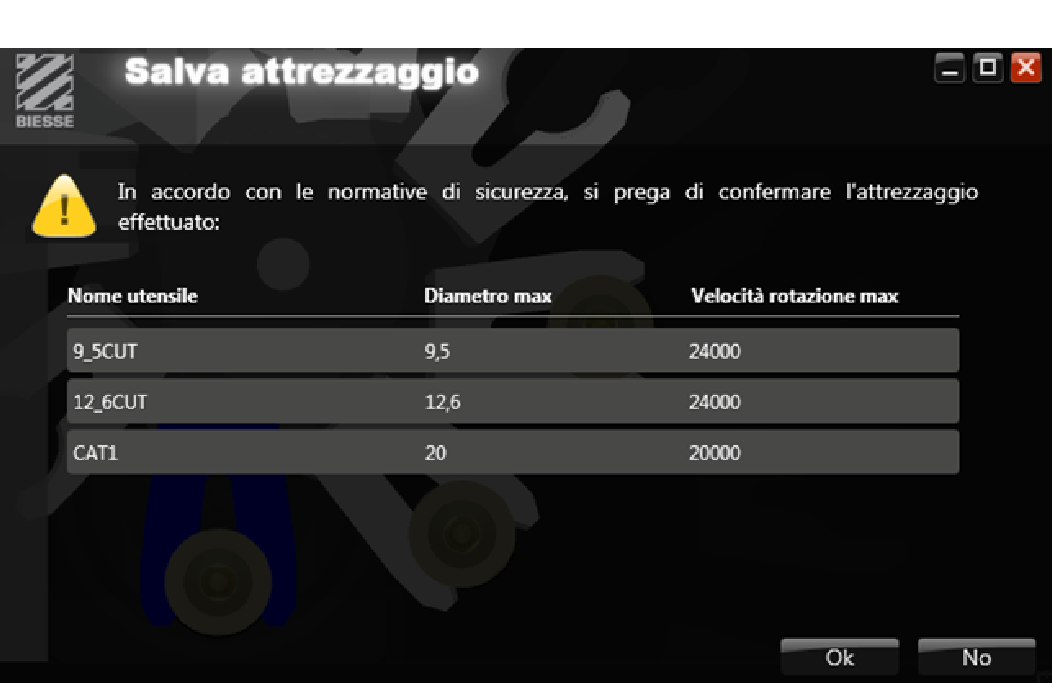 Salva attrezzaggio
BIESSE
In accordo con le normative di sicurezza, si prega di confermare l'attrezzaggio
effettuato:
Nome utensile Diametro max Velocità rotazione max
9_5CUT 9,5 24000
12_6CUT 12,6 24000
CAT1 20 20000
Ok No